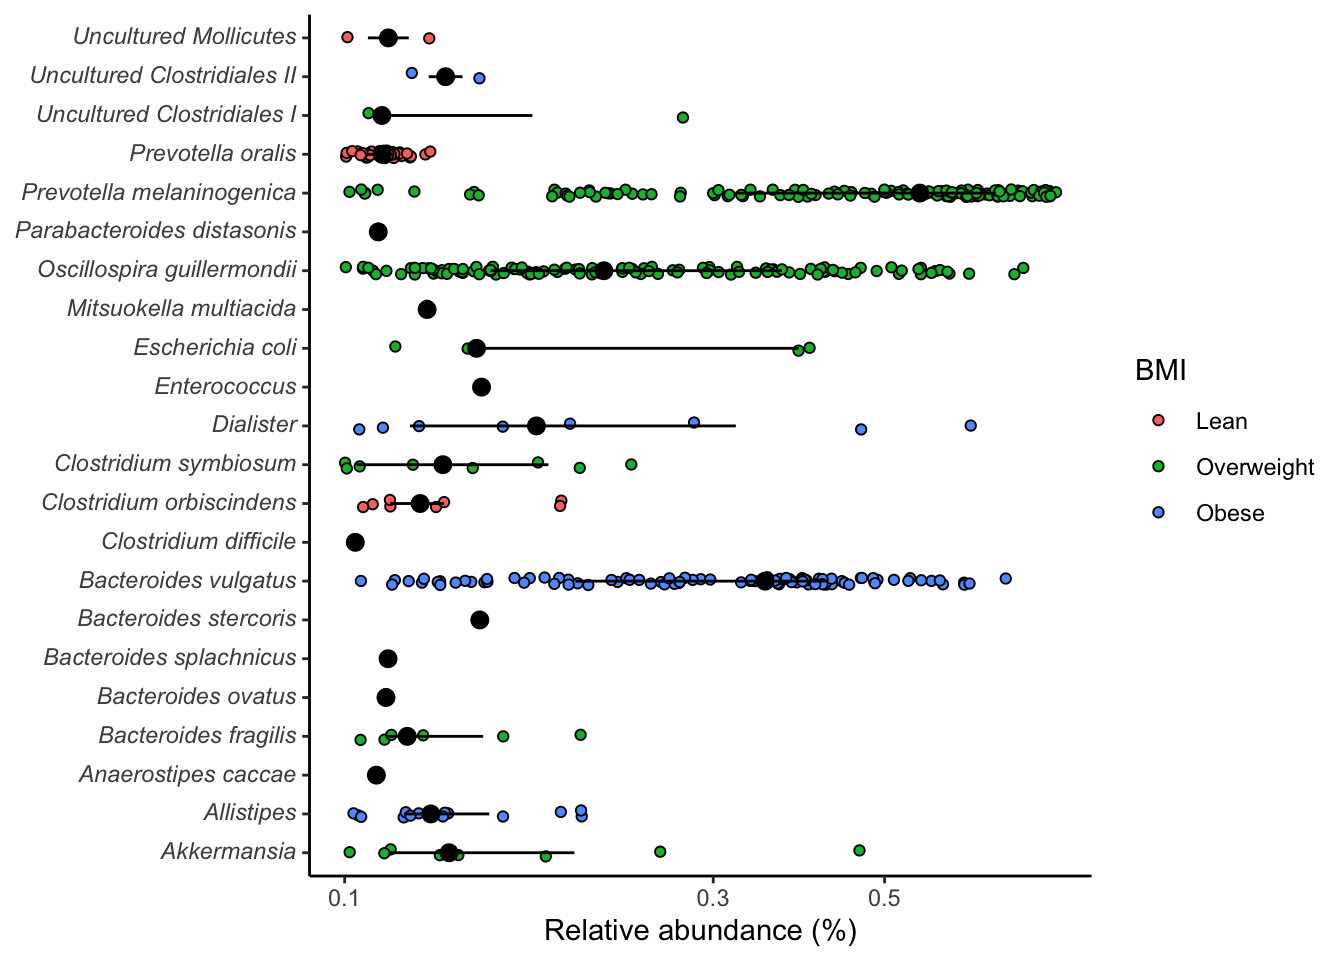 Uncultured Mollicutes
Uncultured Clostridiales II
Uncultured Clostridiales I
Prevotella oralis
Prevotella melaninogenica
Parabacteroides distasonis
Oscillospira guillermondii
Mitsuokella multiacida
Escherichia coli
Enterococcus
Dialister
Clostridium symbiosum
Clostridium orbiscindens
Clostridium difficile
Bacteroides vulgatus
Bacteroides stercoris
Bacteroides splachnicus
Bacteroides ovatus
Bacteroides fragilis
Anaerostipes caccae
Allistipes
Akkermansia
0.1 0.3 0.5
Relative abundance (%)
BMI
Lean
Overweight
Obese